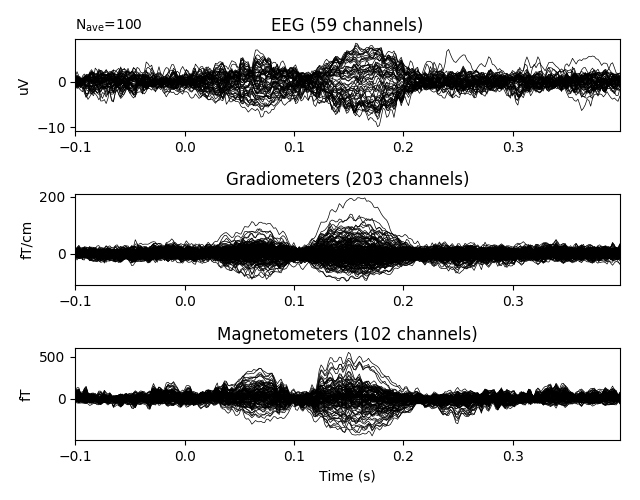 N_ave=100
EEG (59 channels)
uV
0
−10
−0.1 0.0 0.1 0.2 0.3
Gradiometers (203 channels)
fT/cm
200
0
−0.1 0.0 0.1 0.2 0.3
Magnetometers (102 channels)
fT
500
0
−0.1 0.0 0.1 0.2 0.3
Time (s)